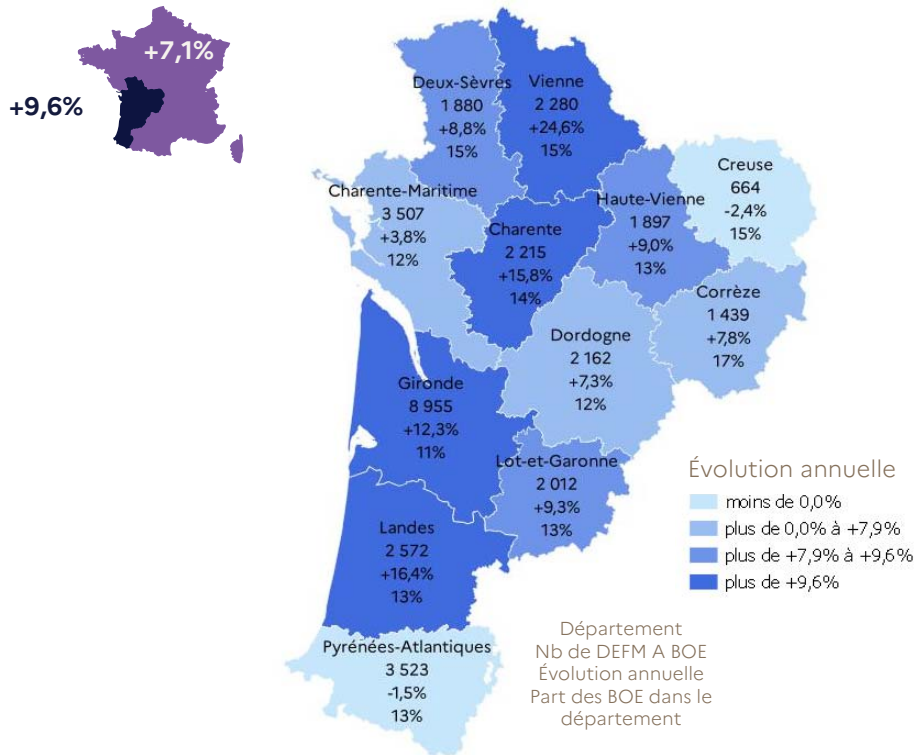 +7,1%
+9,6%
Deux-Sèvres
1 880
+8,8%
15%
Vienne
2 280
+24,6%
15%
Creuse
664
-2,4%
15%
Charente-Maritime
3 507
+3,8%
12%
Haute-Vienne
1 897
+9,0%
13%
Charente
2 215
+15,8%
14%
Corrèze
1 439
+7,8%
17%
Dordogne
2 162
+7,3%
12%
Gironde
8 955
+12,3%
11%
Lot-et-Garonne
2 012
+9,3%
13%
Landes
2 572
+16,4%
13%
Pyrénées-Atlantiques
3 523
-1,5%
13%
Évolution annuelle
moins de 0,0%
plus de 0,0% à +7,9%
plus de +7,9% à +9,6%
plus de +9,6%
Département
Nb de DEFM A BOE
Évolution annuelle
Part des BOE dans le
département